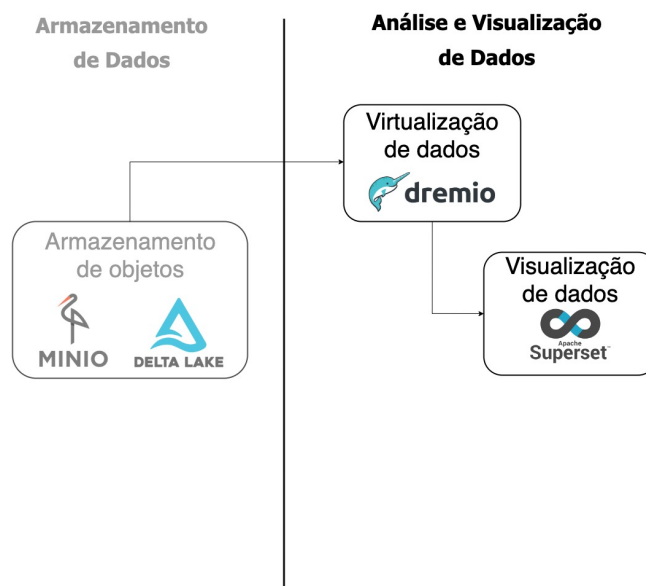 Armazenamento
de Dados
Análise e Visualização
de Dados
Virtualização
de dados
dremio
Armazenamento
de objetos
MINIO
DELTA LAKE
Visualização
de dados
Apache
Superset™